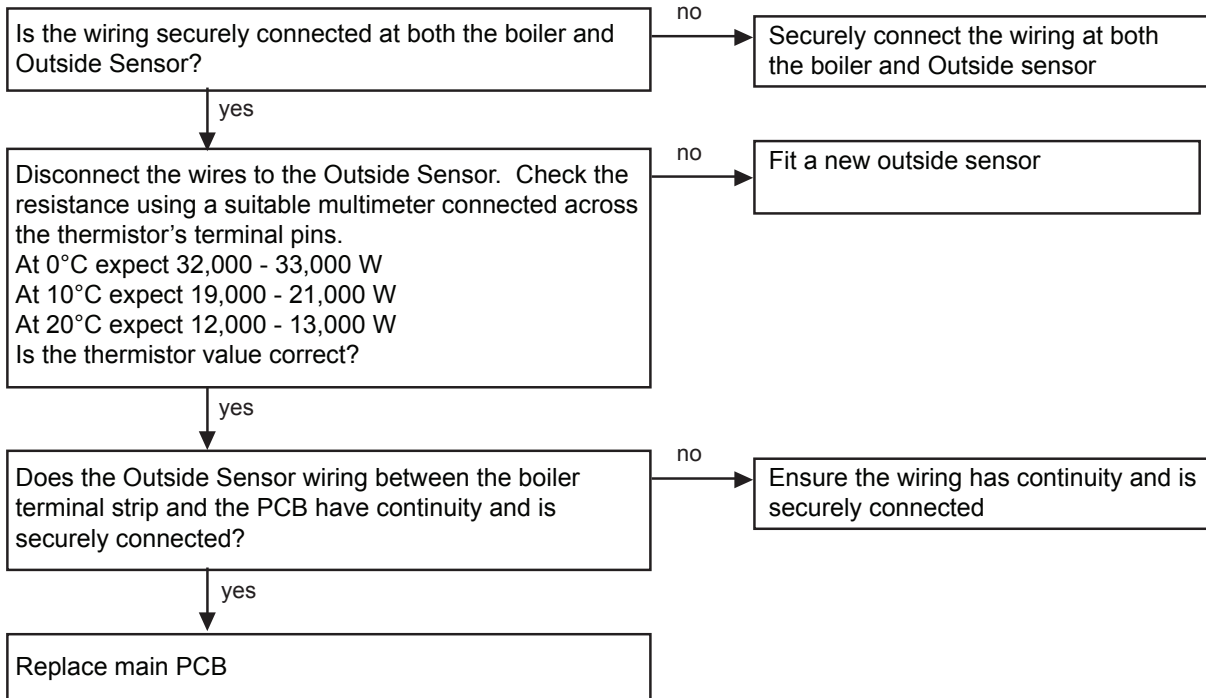 Is the wiring securely connected at both the boiler and
Outside Sensor?
no
Securely connect the wiring at both
the boiler and Outside sensor
yes
Disconnect the wires to the Outside Sensor.  Check the
resistance using a suitable multimeter connected across
the thermistor’s terminal pins.
At 0°C expect 32,000 - 33,000 W
At 10°C expect 19,000 - 21,000 W
At 20°C expect 12,000 - 13,000 W
Is the thermistor value correct?
no
Fit a new outside sensor
yes
Does the Outside Sensor wiring between the boiler
terminal strip and the PCB have continuity and is
securely connected?
no
Ensure the wiring has continuity and is
securely connected
yes
Replace main PCB